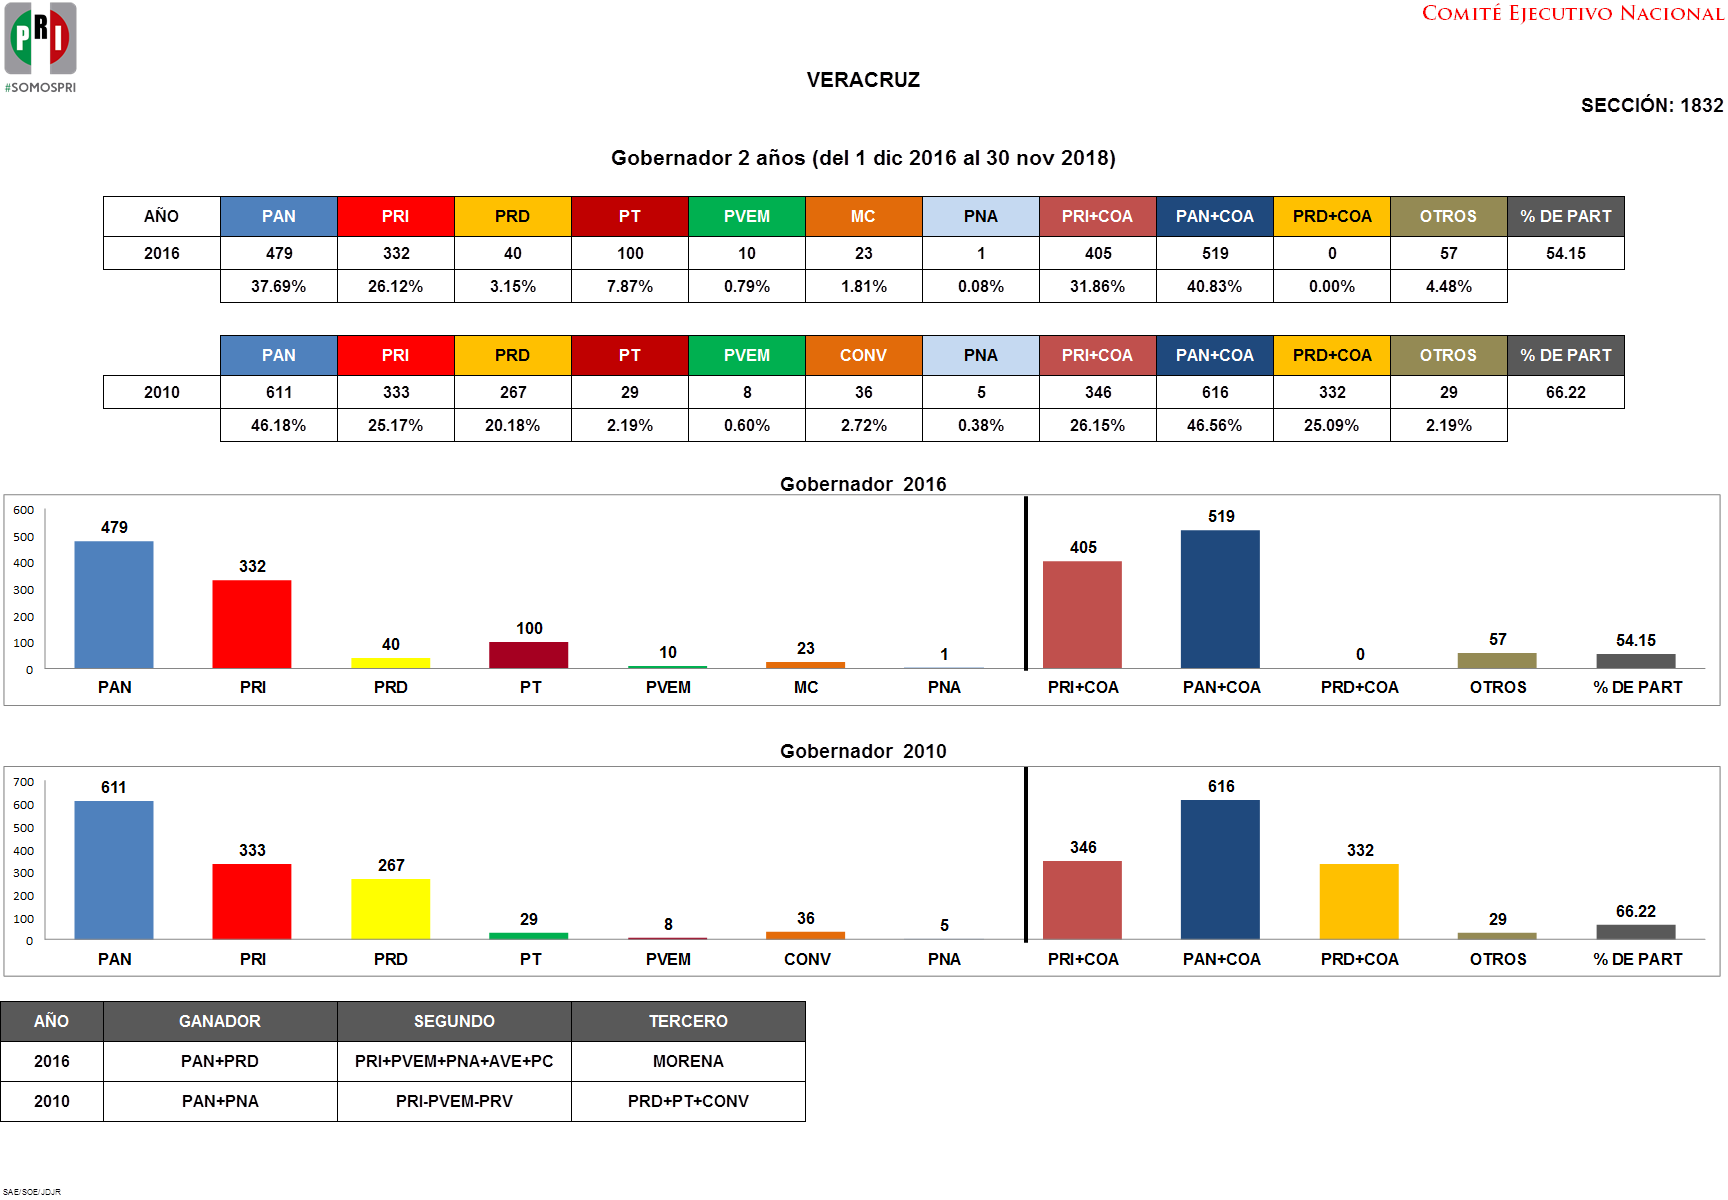 PRI
#SOMOSPRI
COMITÉ EJECUTIVO NACIONAL
VERACRUZ
SECCIÓN: 1832
Gobernador 2 años (del 1 dic 2016 al 30 nov 2018)
AÑO PAN PRI PRD PT PVEM MC PNA PRI+COA PAN+COA PRD+COA OTROS % DE PART
2016 479 332 40 100 10 23 1 405 519 0 57 54.15
37.69% 26.12% 3.15% 7.87% 0.79% 1.81% 0.08% 31.86% 40.83% 0.00% 4.48%
PAN PRI PRD PT PVEM CONV PNA PRI+COA PAN+COA PRD+COA OTROS % DE PART
2010 611 333 267 29 8 36 5 346 616 332 29 66.22
46.18% 25.17% 20.18% 2.19% 0.60% 2.72% 0.38% 26.15% 46.56% 25.09% 2.19%
Gobernador 2016
600
500
400
300
200
100
0
479 332 40 100 10 23 1 405 519 0 57 54.15
PAN PRI PRD PT PVEM MC PNA PRI+COA PAN+COA PRD+COA OTROS % DE PART
Gobernador 2010
700
600
500
400
300
200
100
0
611 333 267 29 8 36 5 346 616 332 29 66.22
PAN PRI PRD PT PVEM CONV PNA PRI+COA PAN+COA PRD+COA OTROS % DE PART
AÑO GANADOR SEGUNDO TERCERO
2016 PAN+PRD PRI+PVEM+PNA+AVE+PC MORENA
2010 PAN+PNA PRI-PVEM-PRV PRD+PT+CONV
SAE/SOE/JDJR